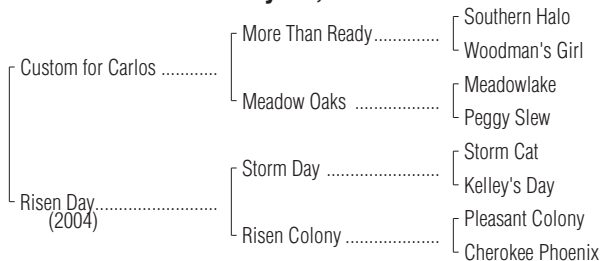 Southern Halo
More Than Ready...............
Woodman's Girl
Custom for Carlos ............
Meadowlake
Meadow Oaks ..................
Peggy Slew
Storm Cat
Storm Day ........................
Kelley's Day
Risen Day..........................
(2004)
Pleasant Colony
Risen Colony ....................
Cherokee Phoenix